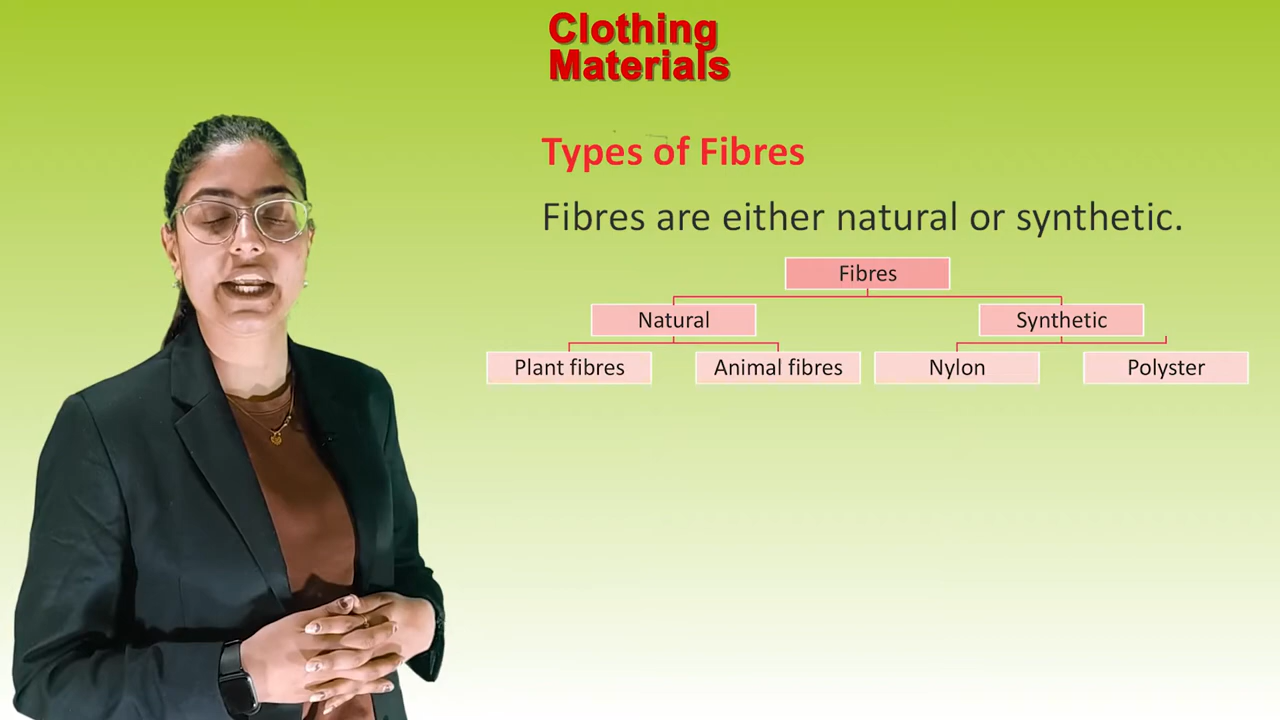 Clothing
Materials
Types of Fibres
Fibres are either natural or synthetic.
Fibres
Natural
Synthetic
Plant fibres
Animal fibres
Nylon
Polyster